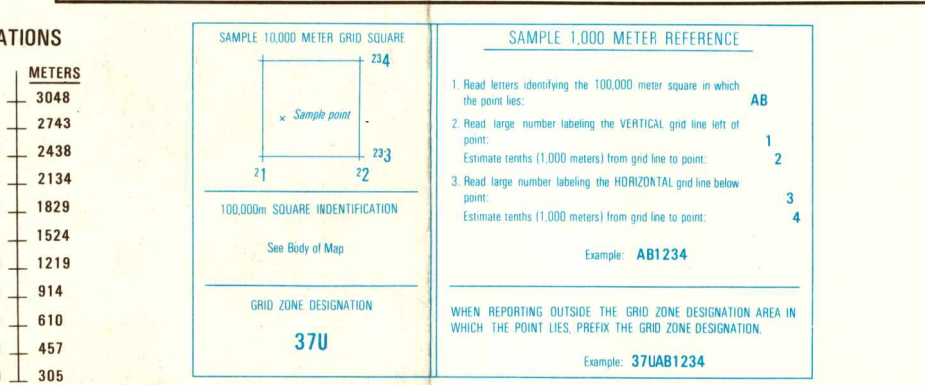 ATIONS
METERS
3048
2743
2438
2134
1829
1524
1219
914
610
457
305
SAMPLE 10,000 METER GRID SQUARE
234
× Sample point
233
21 22
100,000m SQUARE INDENTIFICATION
See Body of Map
GRID ZONE DESIGNATION
37U
SAMPLE 1,000 METER REFERENCE
1. Read letters identifying the 100,000 meter square in which
the point lies: AB
2. Read large number labeling the VERTICAL grid line left of
point: 1
Estimate tenths (1,000 meters) from grid line to point: 2
3. Read large number labeling the HORIZONTAL grid line below
point: 3
Estimate tenths (1,000 meters) from grid line to point: 4
Example: AB1234
WHEN REPORTING OUTSIDE THE GRID ZONE DESIGNATION AREA IN
WHICH THE POINT LIES, PREFIX THE GRID ZONE DESIGNATION.
Example: 37UAB1234